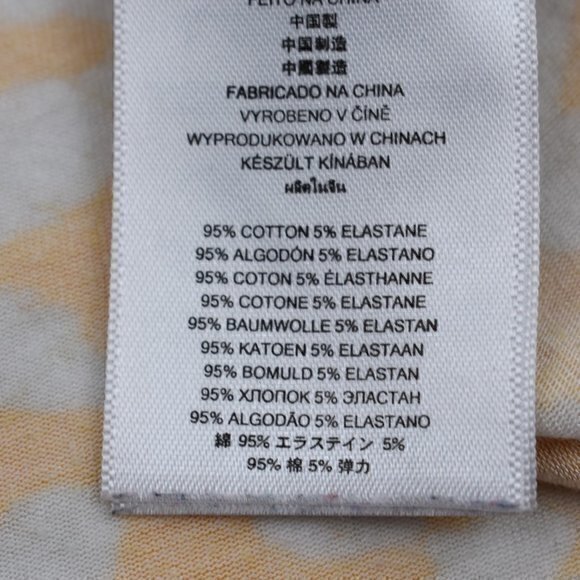 FEITO NA CHINA
中国製
中国制造
中國製造
FABRICADO NA CHINA
VYROBENO V ČÍNĚ
WYPRODUKOWANO W CHINACH
KÉSZÜLT KÍNÁBAN
ผลิตในจีน
95% COTTON 5% ELASTANE
95% ALGODÓN 5% ELASTANO
95% COTON 5% ÉLASTHANNE
95% COTONE 5% ELASTANE
95% BAUMWOLLE 5% ELASTAN
95% KATOEN 5% ELASTAAN
95% BOMULD 5% ELASTAN
95% ХЛОПОК 5% ЭЛАСТАН
95% ALGODÃO 5% ELASTANO
綿 95% エラステイン 5%
95% 棉 5% 弹力